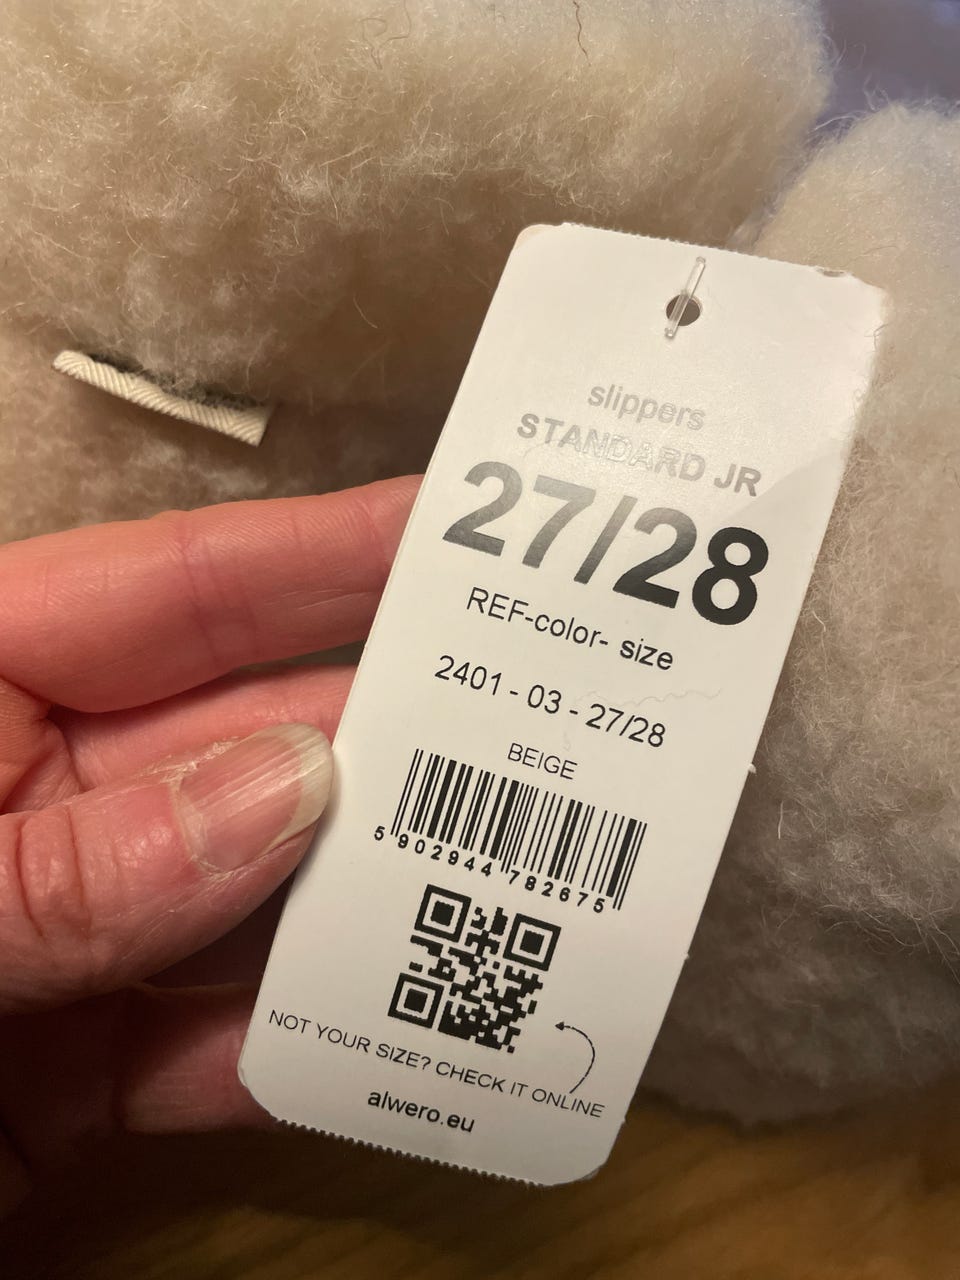 slippers
STANDARD JR
27/28
REF-color- size
2401 - 03 - 27/28
BEIGE
5 902944 782675
NOT YOUR SIZE? CHECK IT ONLINE
alwero.eu